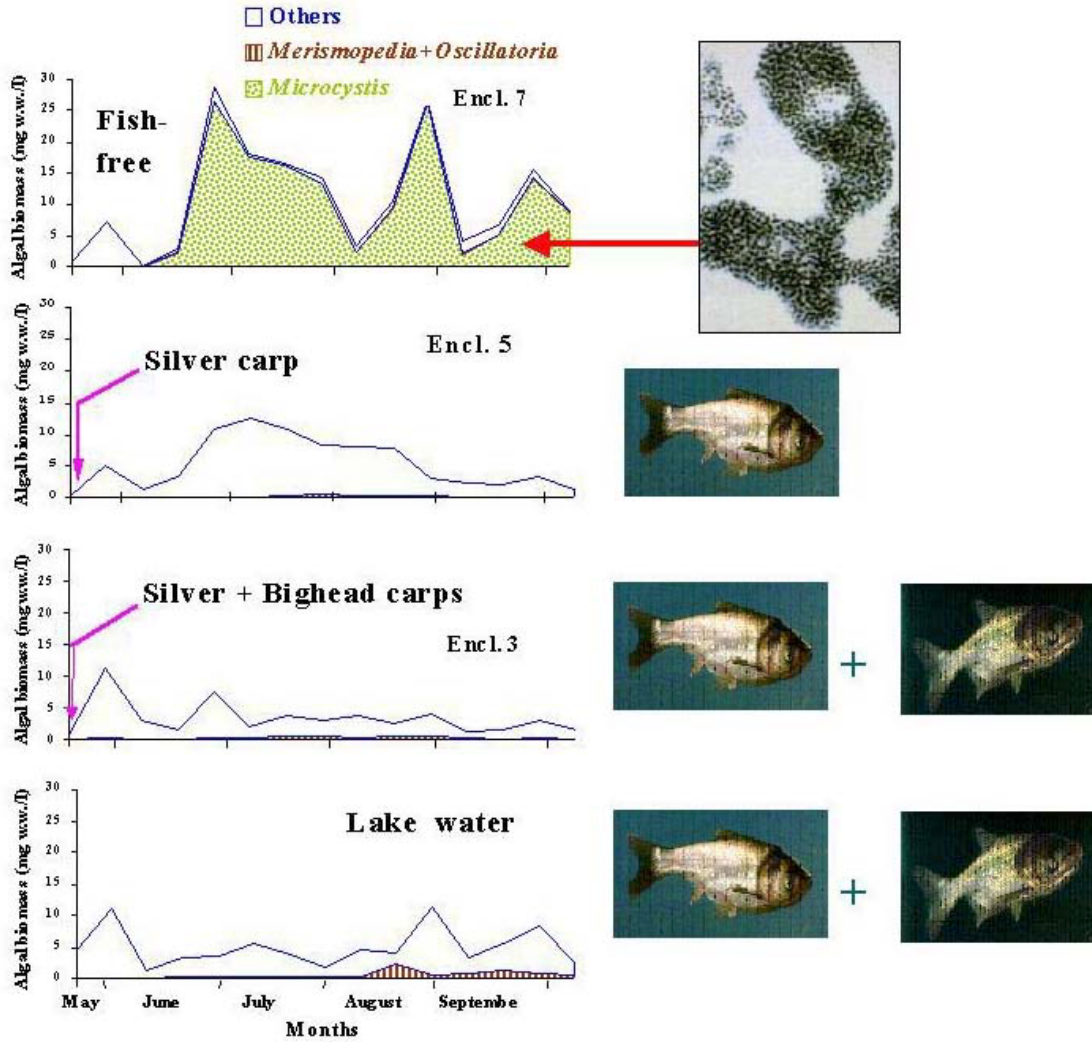 Others
Merismopedia+Oscillatoria
Microcystis
Algal biomass (mg w.w./l)
30
25
20
15
10
5
0
Fish-
free
Encl. 7
Algal biomass (mg w.w./l)
30
25
20
15
10
5
0
Silver carp
Encl. 5
Algal biomass (mg w.w./l)
30
25
20
15
10
5
0
Silver + Bighead carps
Encl. 3
+
Algal biomass (mg w.w./l)
30
25
20
15
10
5
0
Lake water
+
May June July August Septembe
Months